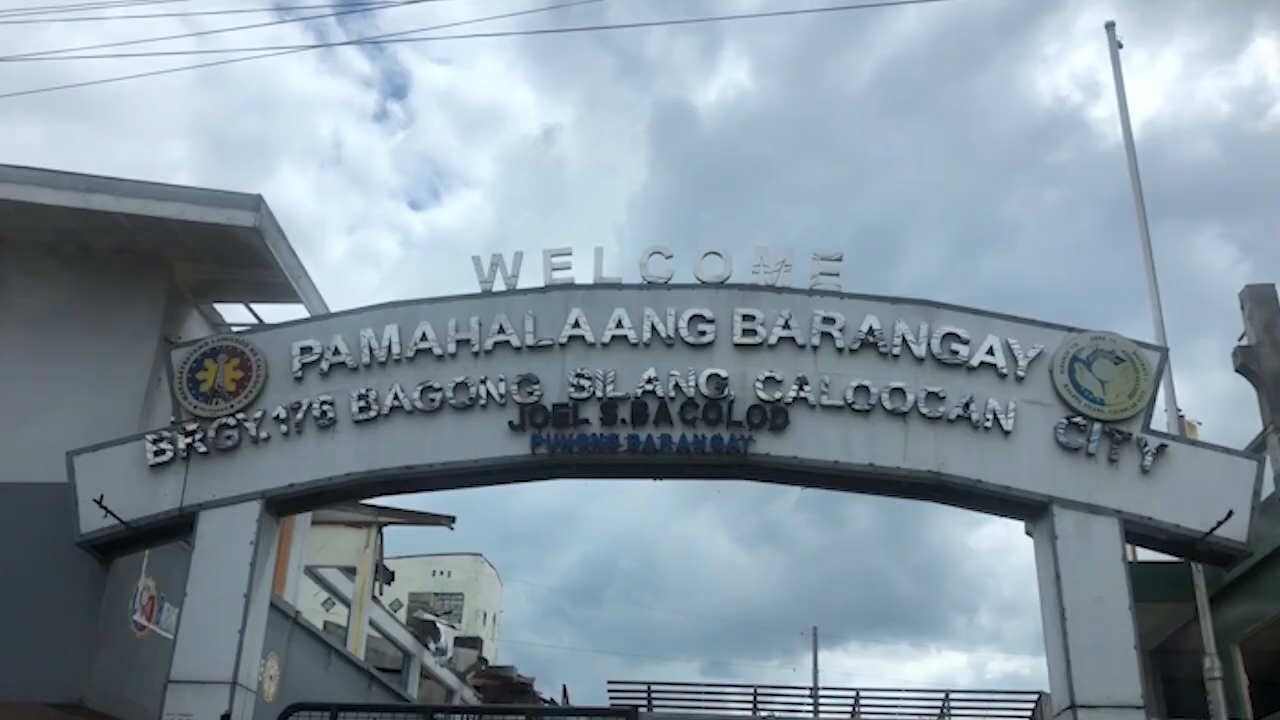 WELCOME
PAMAHALAANG BARANGAY
BRGY.176 BAGONG SILANG, CALOOCAN CITY
JOEL S.BACOLOD
PUNONG BARANGAY